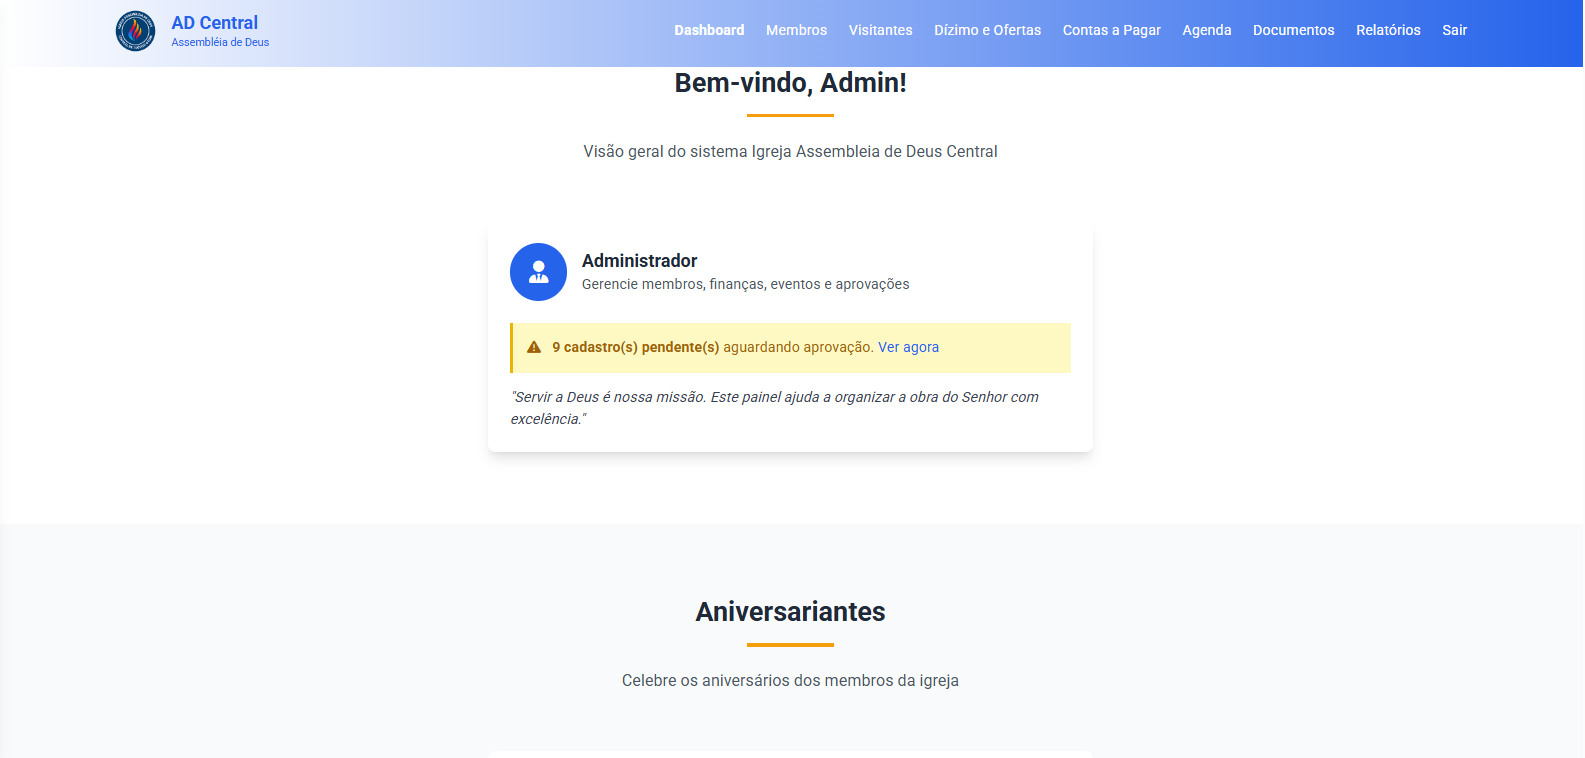 AD Central
Assembléia de Deus
Dashboard Membros Visitantes Dízimo e Ofertas Contas a Pagar Agenda Documentos Relatórios Sair
Bem-vindo, Admin!
Visão geral do sistema Igreja Assembleia de Deus Central
Administrador
Gerencie membros, finanças, eventos e aprovações
9 cadastro(s) pendente(s) aguardando aprovação. Ver agora
"Servir a Deus é nossa missão. Este painel ajuda a organizar a obra do Senhor com
excelência."
Aniversariantes
Celebre os aniversários dos membros da igreja